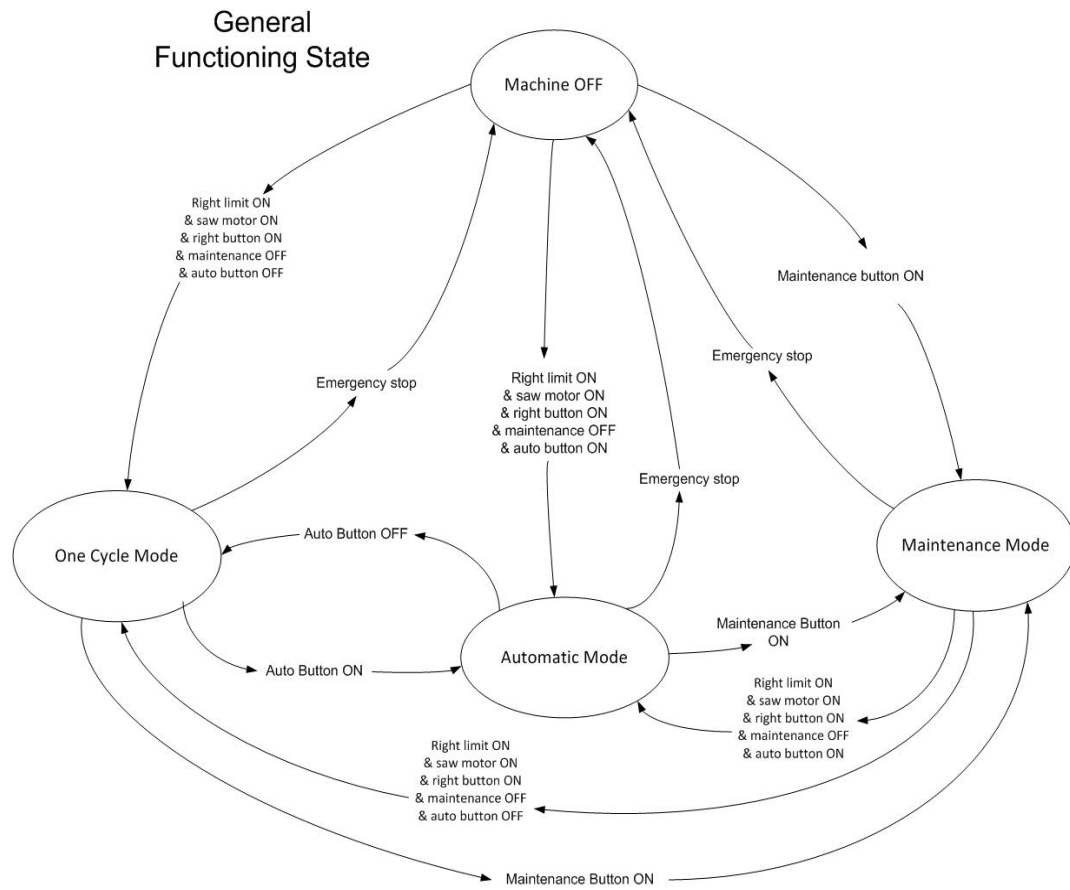 General
Functioning State
Machine OFF
Right limit ON
& saw motor ON
& right button ON
& maintenance OFF
& auto button OFF
Maintenance button ON
Emergency stop
Emergency stop
Right limit ON
& saw motor ON
& right button ON
& maintenance OFF
& auto button ON
Emergency stop
One Cycle Mode
Auto Button OFF
Maintenance Mode
Automatic Mode
Maintenance Button
ON
Auto Button ON
Right limit ON
& saw motor ON
& right button ON
& maintenance OFF
& auto button ON
Right limit ON
& saw motor ON
& right button ON
& maintenance OFF
& auto button OFF
Maintenance Button ON